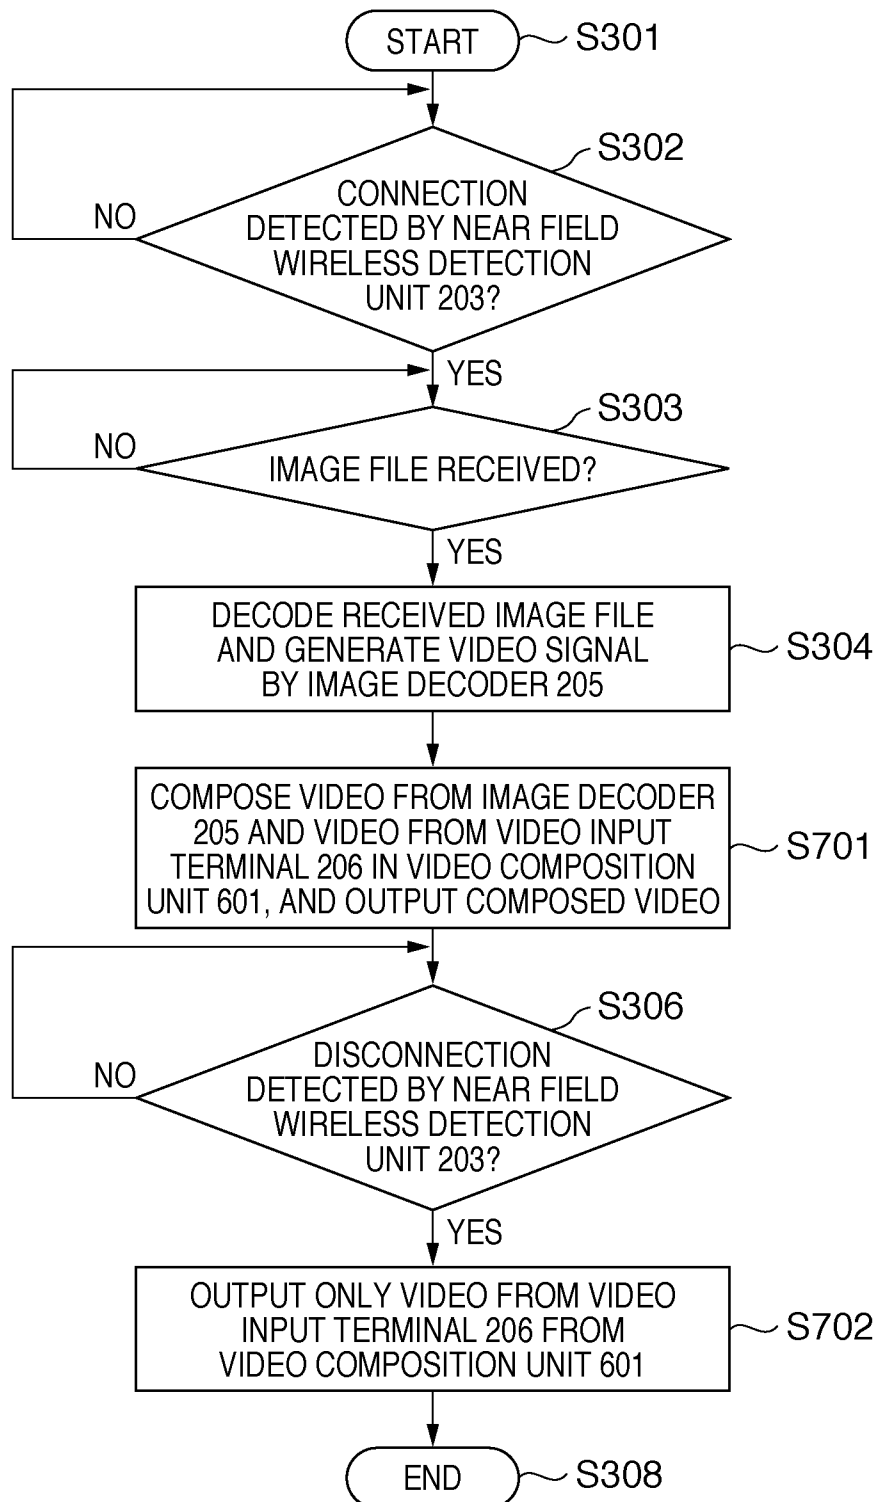 START
S301
S302
CONNECTION
DETECTED BY NEAR FIELD
WIRELESS DETECTION
UNIT 203?
NO
YES
S303
IMAGE FILE RECEIVED?
NO
YES
DECODE RECEIVED IMAGE FILE
AND GENERATE VIDEO SIGNAL
BY IMAGE DECODER 205
S304
COMPOSE VIDEO FROM IMAGE DECODER
205 AND VIDEO FROM VIDEO INPUT
TERMINAL 206 IN VIDEO COMPOSITION
UNIT 601, AND OUTPUT COMPOSED VIDEO
S701
S306
DISCONNECTION
DETECTED BY NEAR FIELD
WIRELESS DETECTION
UNIT 203?
NO
YES
OUTPUT ONLY VIDEO FROM VIDEO
INPUT TERMINAL 206 FROM
VIDEO COMPOSITION UNIT 601
S702
END
S308